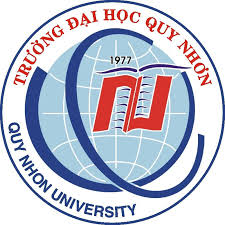 TRƯỜNG ĐẠI HỌC QUY NHƠN
1977
QUY NHON UNIVERSITY